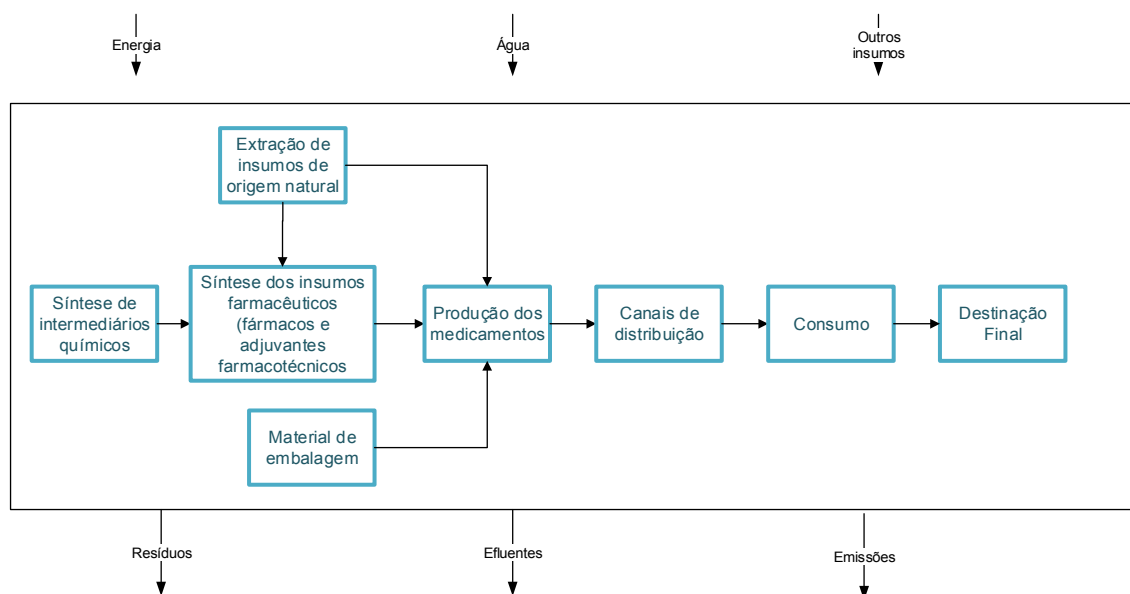 Energia
Água
Outros
insumos
Extração de
insumos de
origem natural
Síntese de
intermediários
químicos
Síntese dos insumos
farmacêuticos
(fármacos e
adjuvantes
farmacotécnicos
Produção dos
medicamentos
Canais de
distribuição
Consumo
Destinação
Final
Material de
embalagem
Resíduos
Efluentes
Emissões